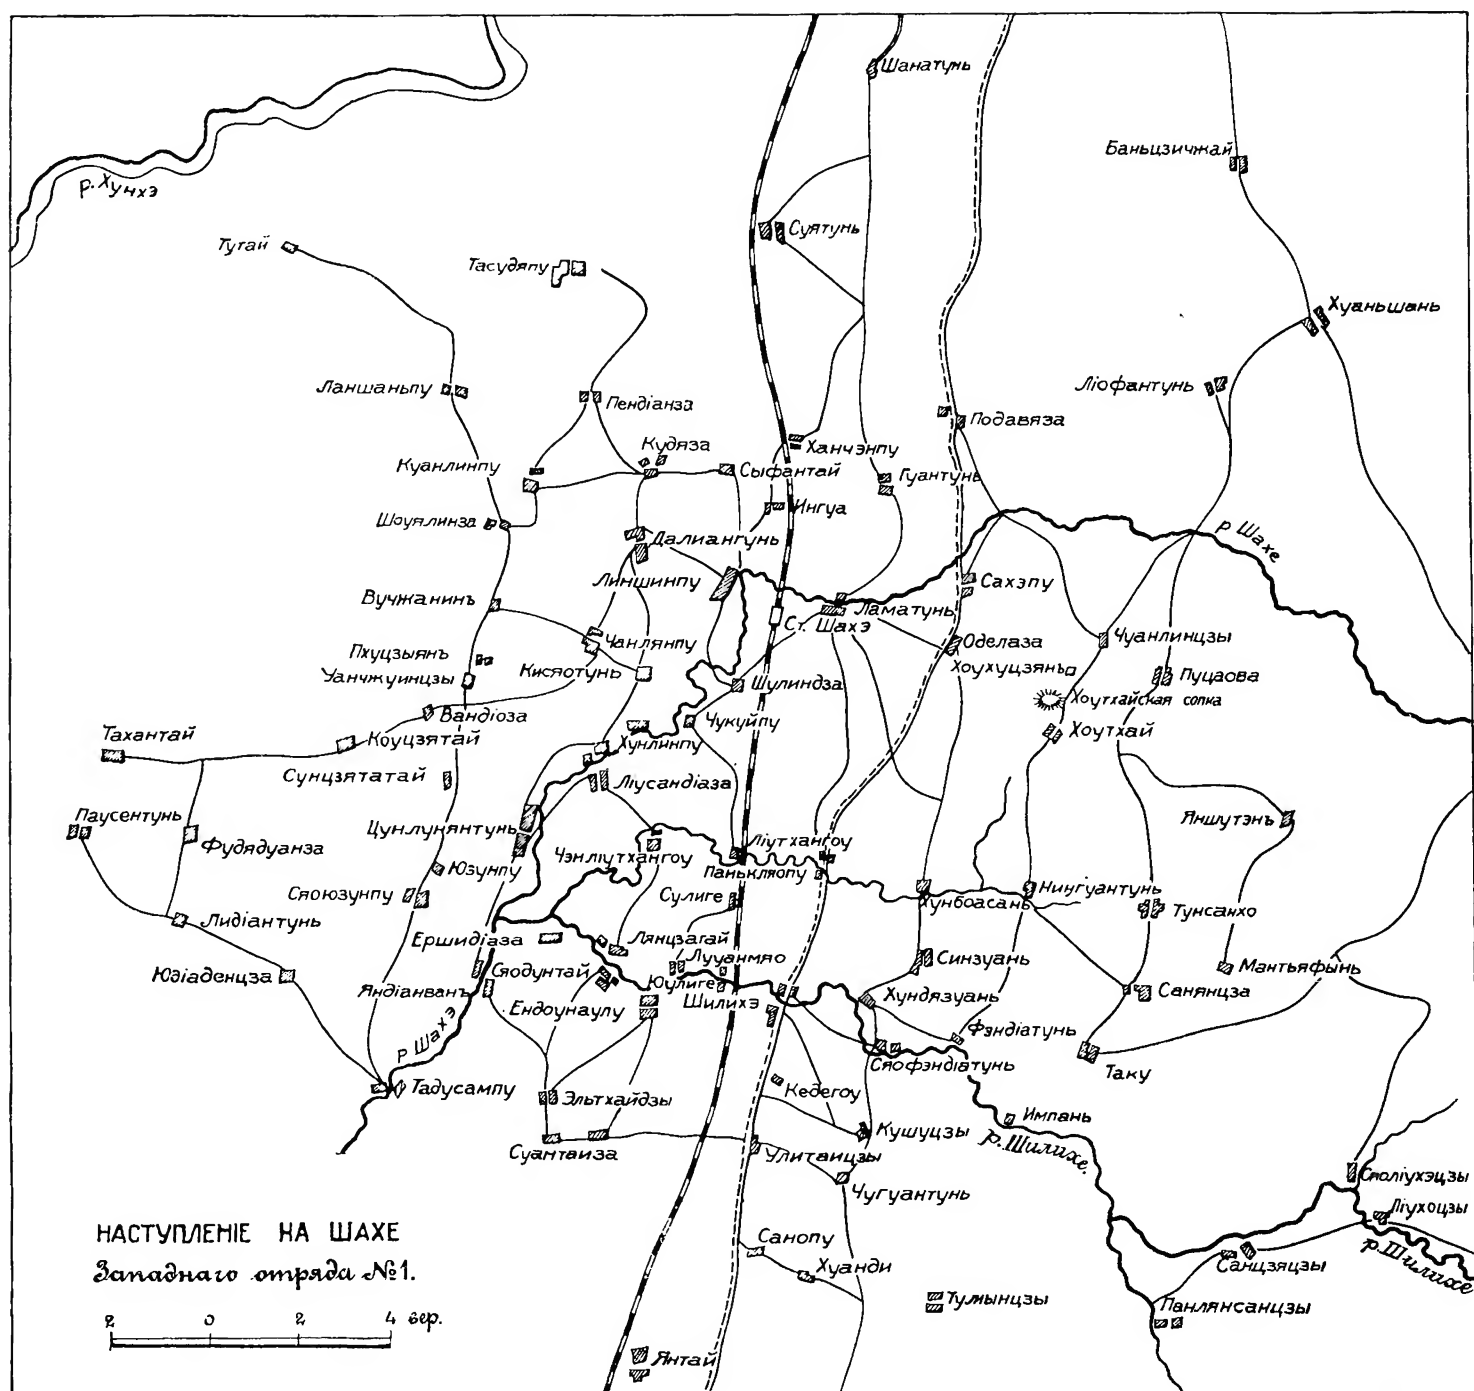 Шанатунь
Баньцзичжай
р. Хунхэ
Суятунь
Тутай
Тасудяпу
Хуаньшань
Ланшаньпу
Пендіанза
Ліофантунь
Подавяза
Кудяза
Ханчэнпу
Куанлинпу
Сыфантай
Гуантунь
Шоуялинза
Ингуа
р Шахе
Далиангунь
Линшинпу
Сахэпу
Вучжанинъ
Ламатунь
Ст. Шахэ
Чанлянпу
Оделаза
Чуанлинцзы
Пхуцзыянъ
Уанчжуинцзы
Кисяотунь
Хоухуцзянь
Пуцаова
Шулиндза
Хоутхайская сопка
Вандіоза
Чукуйпу
Тахантай
Коуцзятай
Хунлинпу
Хоутхай
Сунцзятатай
Ліусандіаза
Паусентунь
Цунлунянтунь
Яншутэнъ
Фудядуанза
Ліутхангоу
Чэнліутхангоу
Юзунпу
Панькляопу
Сяоюзунпу
Сулиге
Хунбоасань
Нингуантунь
Тунсанхо
Лидіантунь
Ершидіаза
Лянцзагай
Синзуань
Лууанмяо
Мантьяфынь
Юдіаденцза
Сяодунтай
Юулиге
Яндіанванъ
Ендоунаулу
Шилихэ
Хундязуань
Санянцза
Фэндіатунь
р Шахэ
Сяофэндіатунь
Таку
Тадусампу
Эльтхайдзы
Кедегоу
Импань
Кушуцзы
р. Шилихе.
Суантаиза
Улитаицзы
Чугуантунь
Сяоліухэцзы
Ліухоцзы
НАСТУПЛЕНІЕ НА ШАХЕ
Западнаго отряда №1.
Санопу
Хуанди
Санцзяцзы
р. Шилихе
Тумынцзы
Панлянсанцзы
2 0 2 4 вер.
Янтай